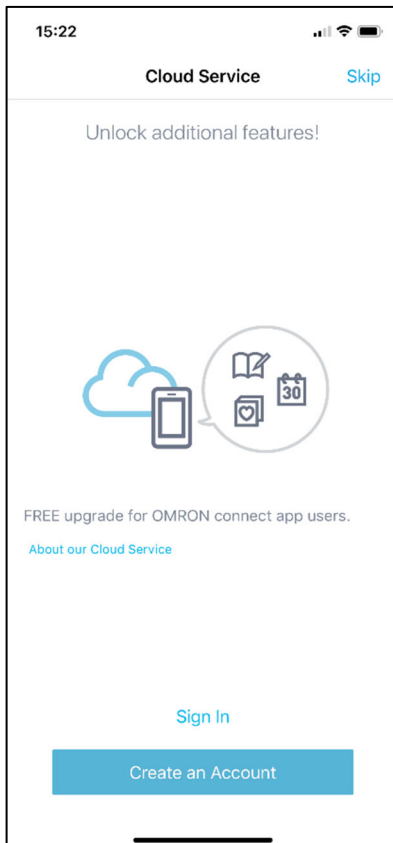 15:22
Cloud Service
Skip
Unlock additional features!
30
FREE upgrade for OMRON connect app users.
About our Cloud Service
Sign In
Create an Account